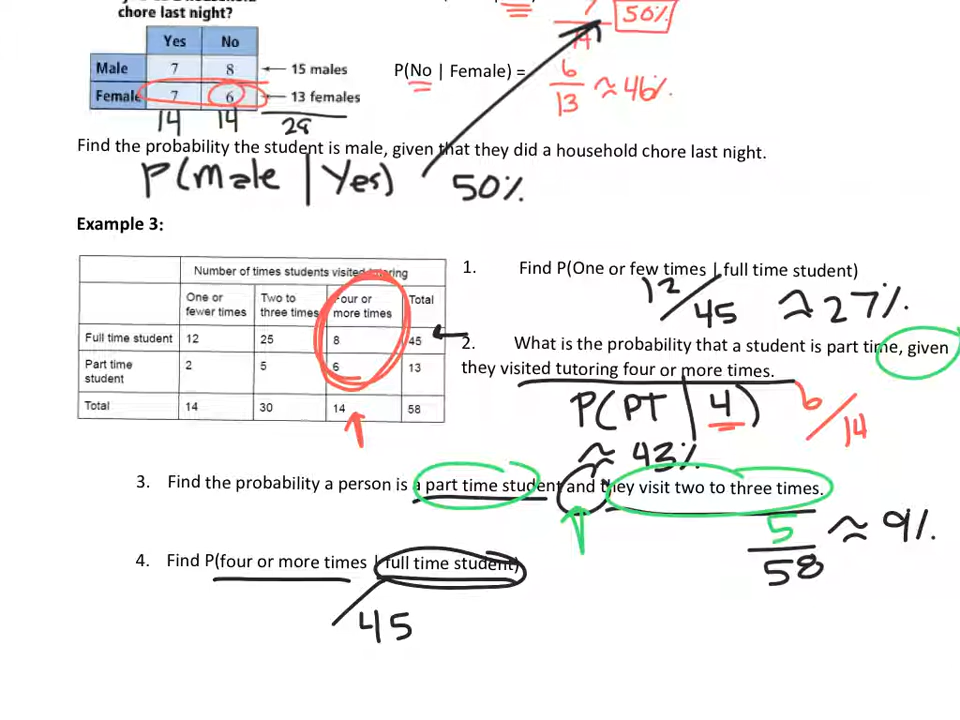 chore last night?
Yes No
Male 7 8 15 males
Female 7 6 13 females
14 14 28
14
50%
P(No | Female) =
6/13 ≈ 46%
Find the probability the student is male, given that they did a household chore last night.
P(male | Yes) 50%
Example 3:
Number of times students visited tutoring
One or fewer times Two to three times Four or more times Total
Full time student 12 25 8 45
Part time student 2 5 6 13
Total 14 30 14 58
1. Find P(One or few times | full time student)
12/45 ≈ 27%
2. What is the probability that a student is part time, given
they visited tutoring four or more times.
P(PT | 4) 6/14
≈ 43%
3. Find the probability a person is a part time student and they visit two to three times.
5/58 ≈ 9%
4. Find P(four or more times | full time student)
/45